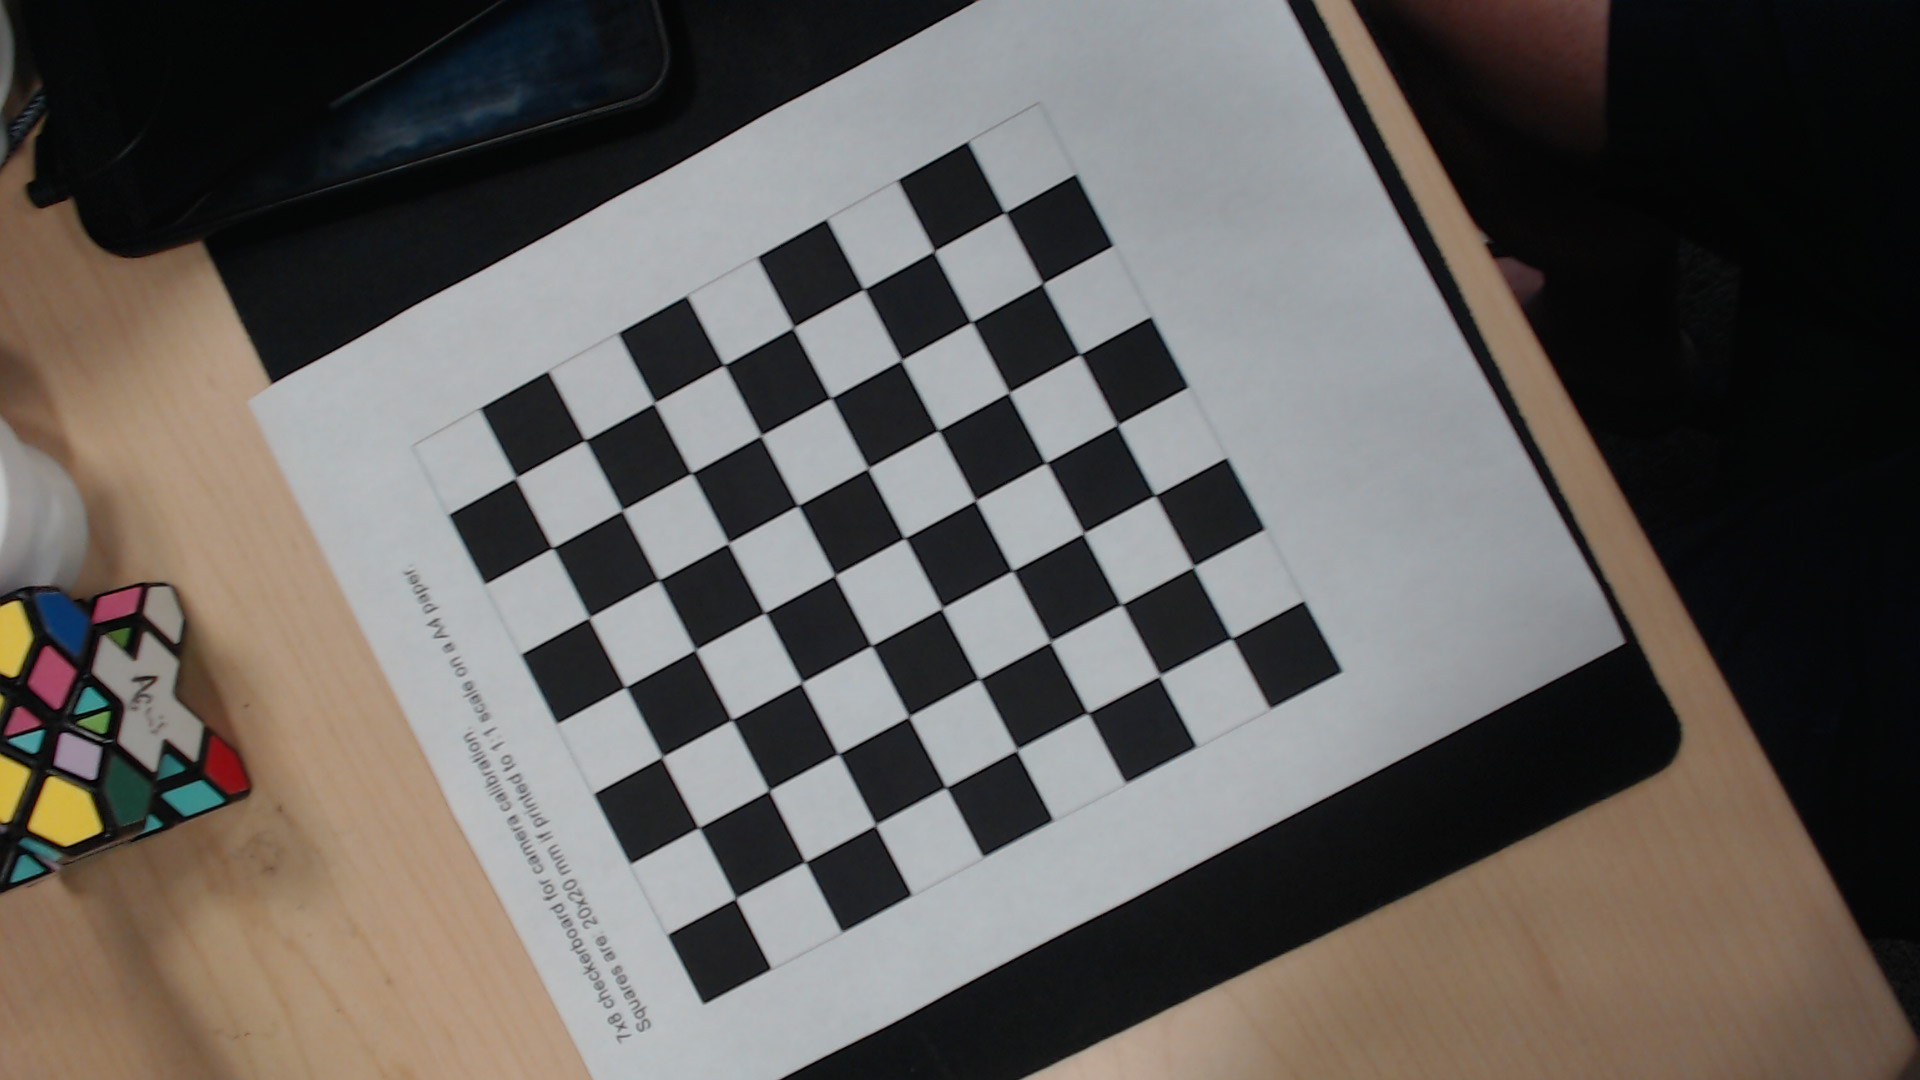 7x8 checkerboard for camera calibration.
Squares are: 20x20 mm if printed to 1:1 scale on a A4 paper.